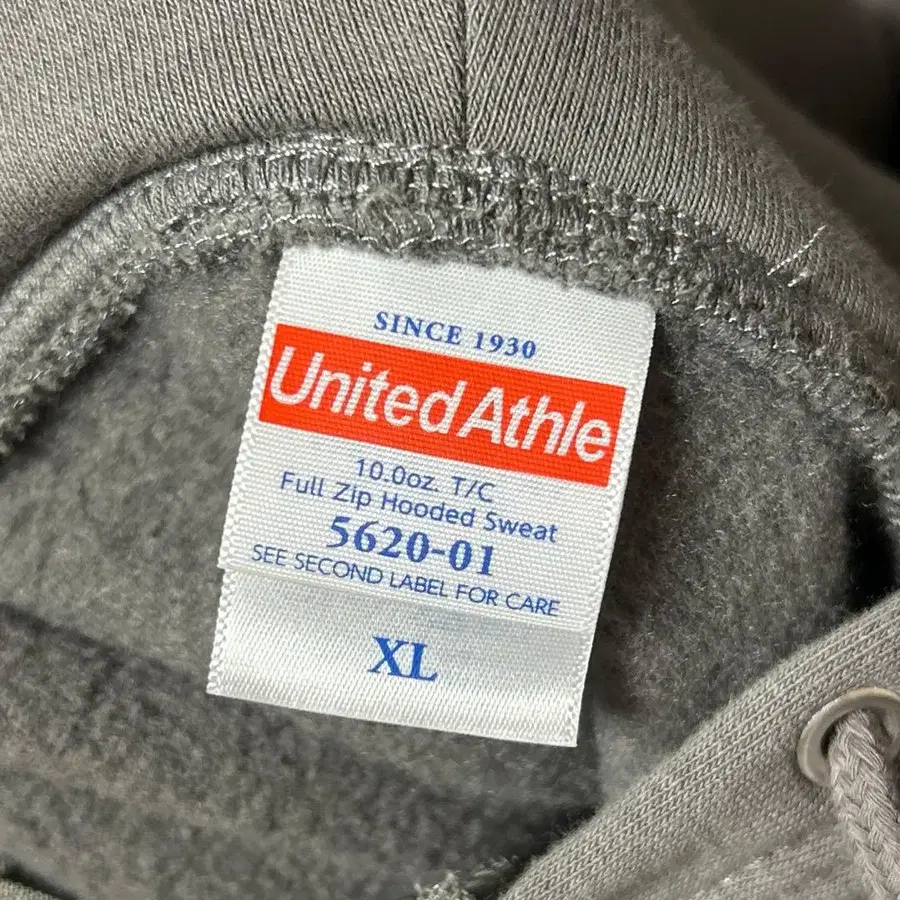 SINCE 1930
United Athle
10.0oz. T/C
Full Zip Hooded Sweat
5620-01
SEE SECOND LABEL FOR CARE
XL